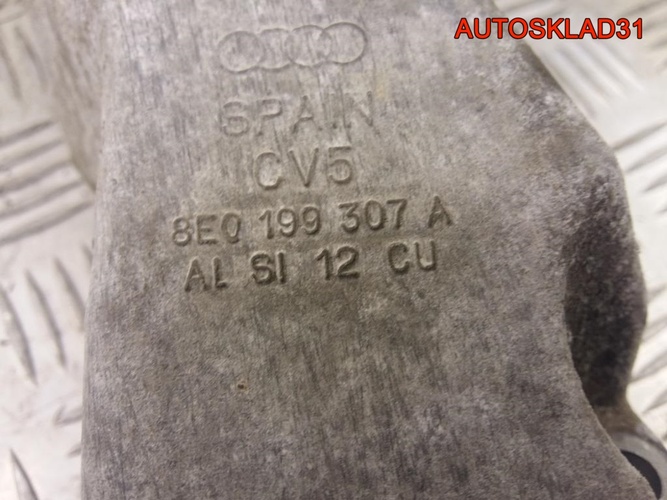 AUTOSKLAD31
SPAIN
CV5
8E0 199 307 A
AL SI 12 CU